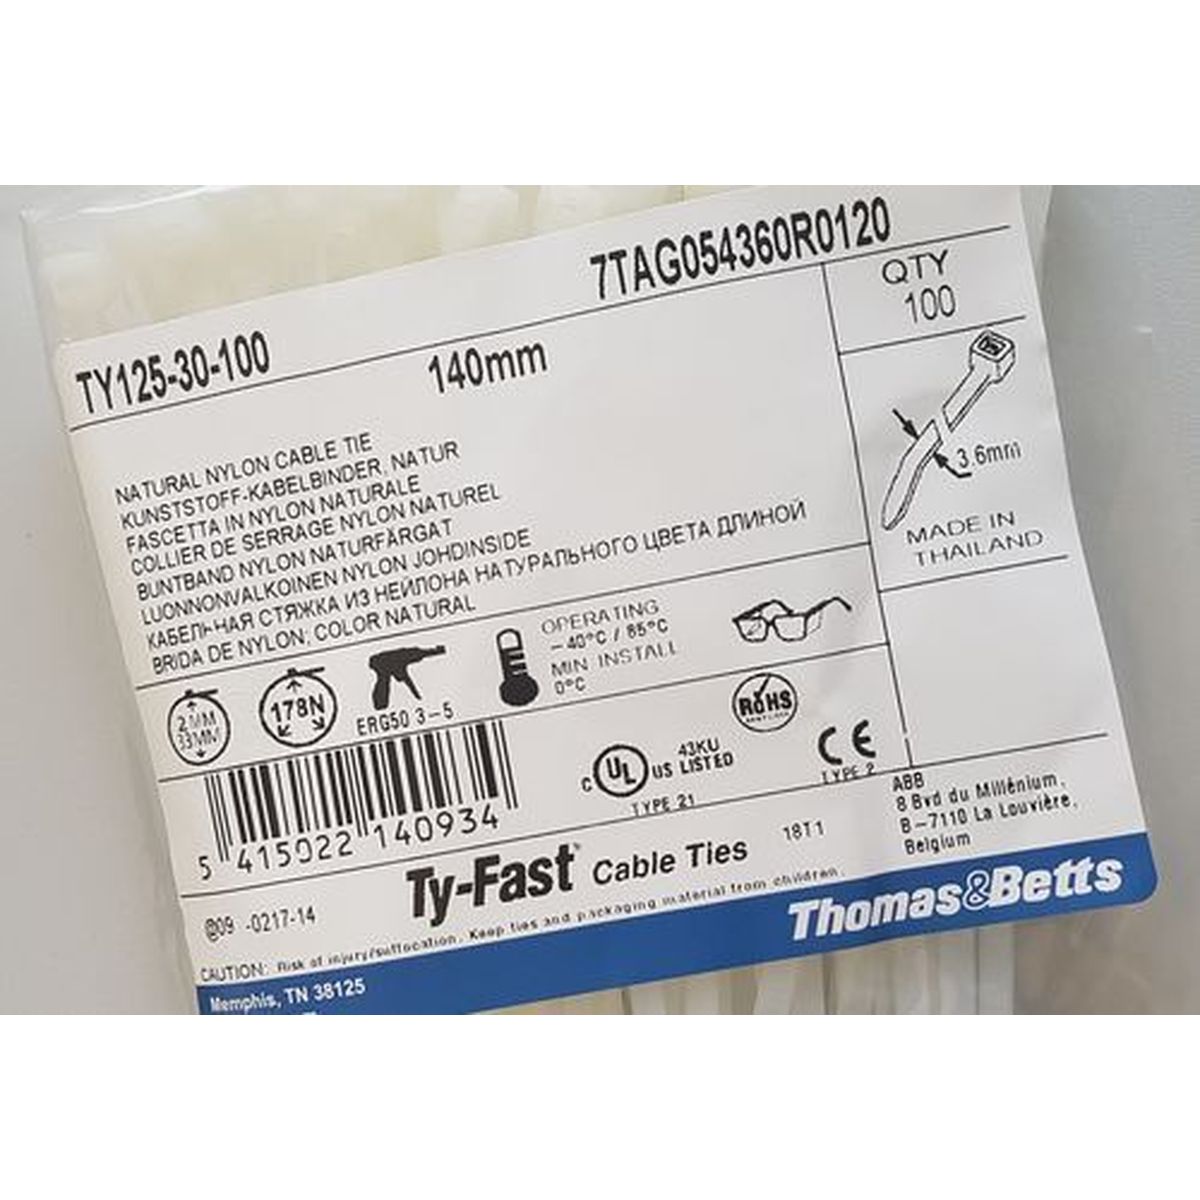 7TAG054360R0120
TY125-30-100
140mm
QTY
100
NATURAL NYLON CABLE TIE
KUNSTSTOFF-KABELBINDER, NATUR
FASCETTA IN NYLON NATURALE
COLLIER DE SERRAGE NYLON NATUREL
BUNTBAND NYLON NATURFÄRGAT
LUONNONVALKOINEN NYLON JOHDINSIDE
КАБЕЛЬНАЯ СТЯЖКА ИЗ НЕЙЛОНА НАТУРАЛЬНОГО ЦВЕТА ДЛИНОЙ
BRIDA DE NYLON, COLOR NATURAL
3,6mm
MADE IN
THAILAND
2MM
33MM
178N
ERG50 3-5
OPERATING
-40°C / 85°C
MIN INSTALL
0°C
RoHS
c UL us 43KU
LISTED
TYPE 21
CE
TYPE 2
5 415022 140934
ABB
8 Bvd du Millénium,
B-7110 La Louvière,
Belgium
@09 -0217-14
Ty-Fast® Cable Ties
18T1
CAUTION: Risk of injury/suffocation. Keep ties and packaging material from children.
Thomas&Betts
Memphis, TN 38125